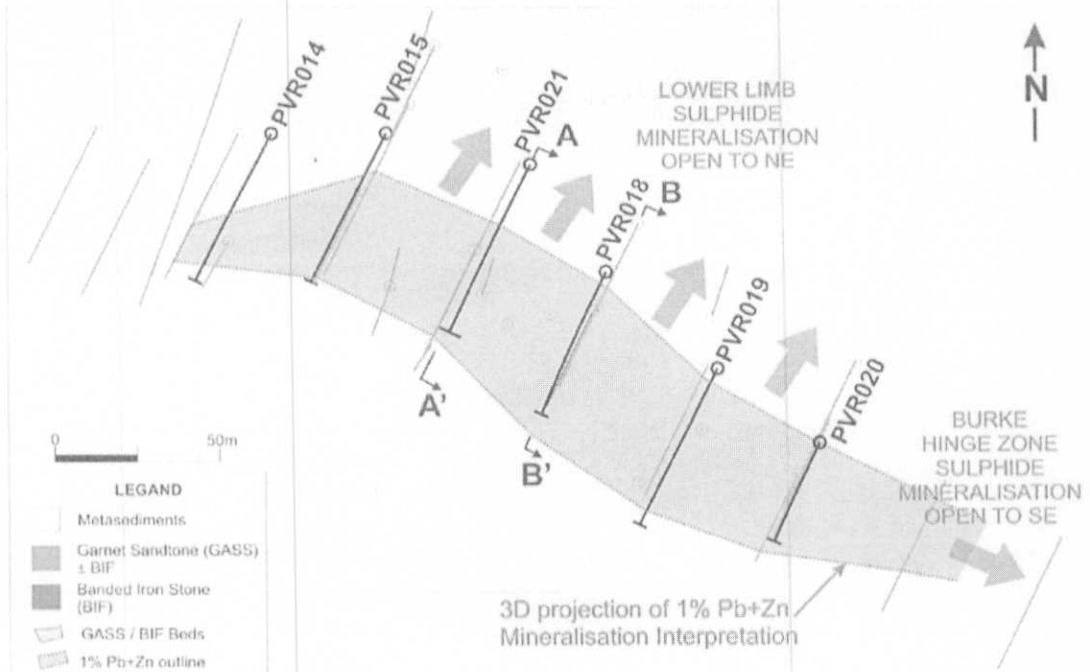 PVR014
PVR015
PVR021
A
LOWER LIMB
SULPHIDE
MINERALISATION
OPEN TO NE
N
PVR018
B
PVR019
A'
PVR020
B'
0 50m
BURKE
HINGE ZONE
SULPHIDE
MINERALISATION
OPEN TO SE
LEGAND
Metasediments
Garnet Sandtone (GASS)
± BIF
Banded Iron Stone
(BIF)
GASS / BIF Beds
1% Pb+Zn outline
3D projection of 1% Pb+Zn
Mineralisation Interpretation